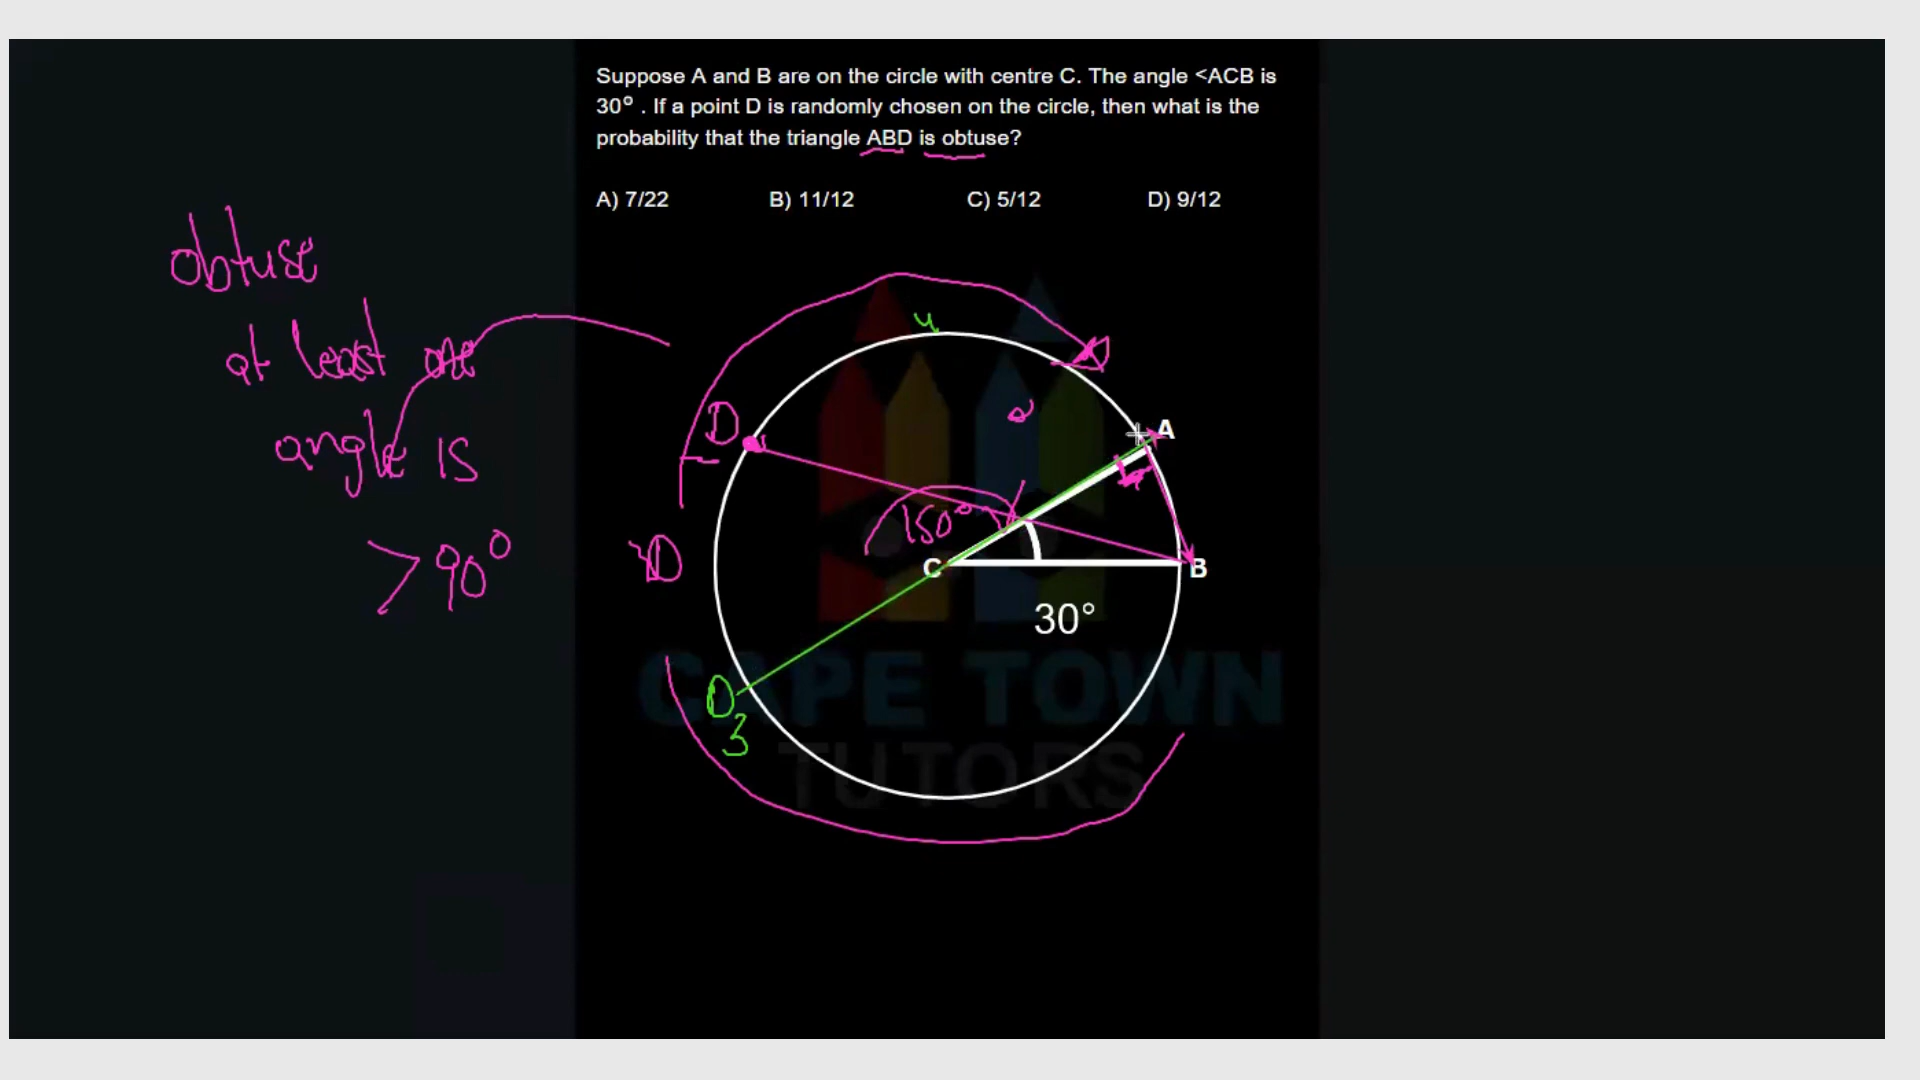 Suppose A and B are on the circle with centre C. The angle <ACB is
30° . If a point D is randomly chosen on the circle, then what is the
probability that the triangle ABD is obtuse?
A) 7/22 B) 11/12 C) 5/12 D) 9/12
obtuse
at least one
angle is
> 90°
D
A
150°
D
C
B
30°
D
3
CAPE TOWN
TUTORS